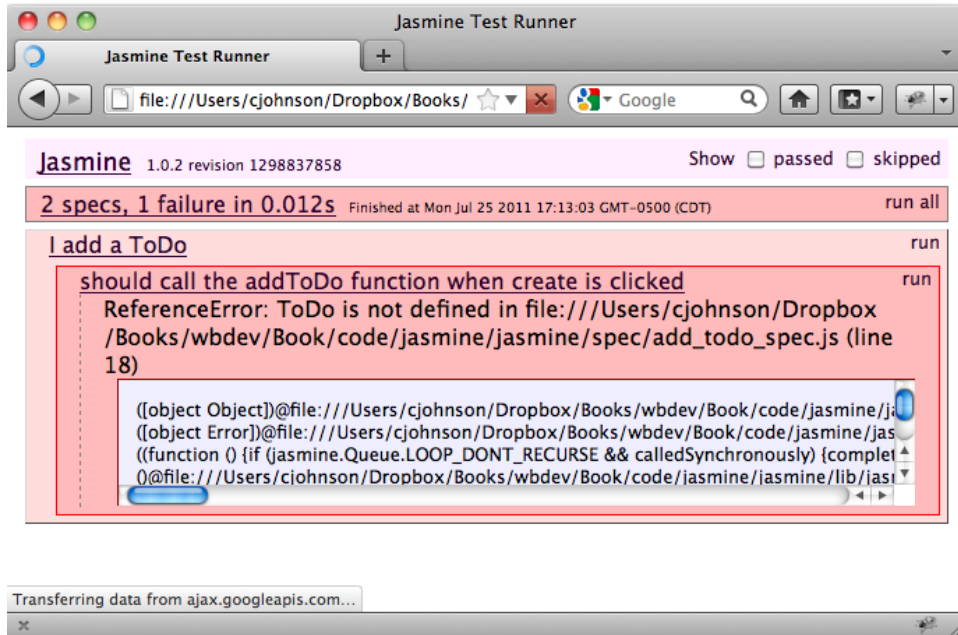 Jasmine Test Runner
Jasmine Test Runner
file:///Users/cjohnson/Dropbox/Books/ Google
Jasmine 1.0.2 revision 1298837858 Show passed skipped
2 specs, 1 failure in 0.012s Finished at Mon Jul 25 2011 17:13:03 GMT-0500 (CDT) run all
I add a ToDo run
should call the addToDo function when create is clicked run
ReferenceError: ToDo is not defined in file:///Users/cjohnson/Dropbox
/Books/wbdev/Book/code/jasmine/jasmine/spec/add_todo_spec.js (line
18)
([object Object])@file:///Users/cjohnson/Dropbox/Books/wbdev/Book/code/jasmine/ja
([object Error])@file:///Users/cjohnson/Dropbox/Books/wbdev/Book/code/jasmine/jas
((function () {if (jasmine.Queue.LOOP_DONT_RECURSE && calledSynchronously) {complet
()@file:///Users/cjohnson/Dropbox/Books/wbdev/Book/code/jasmine/jasmine/lib/jasi
Transferring data from ajax.googleapis.com...